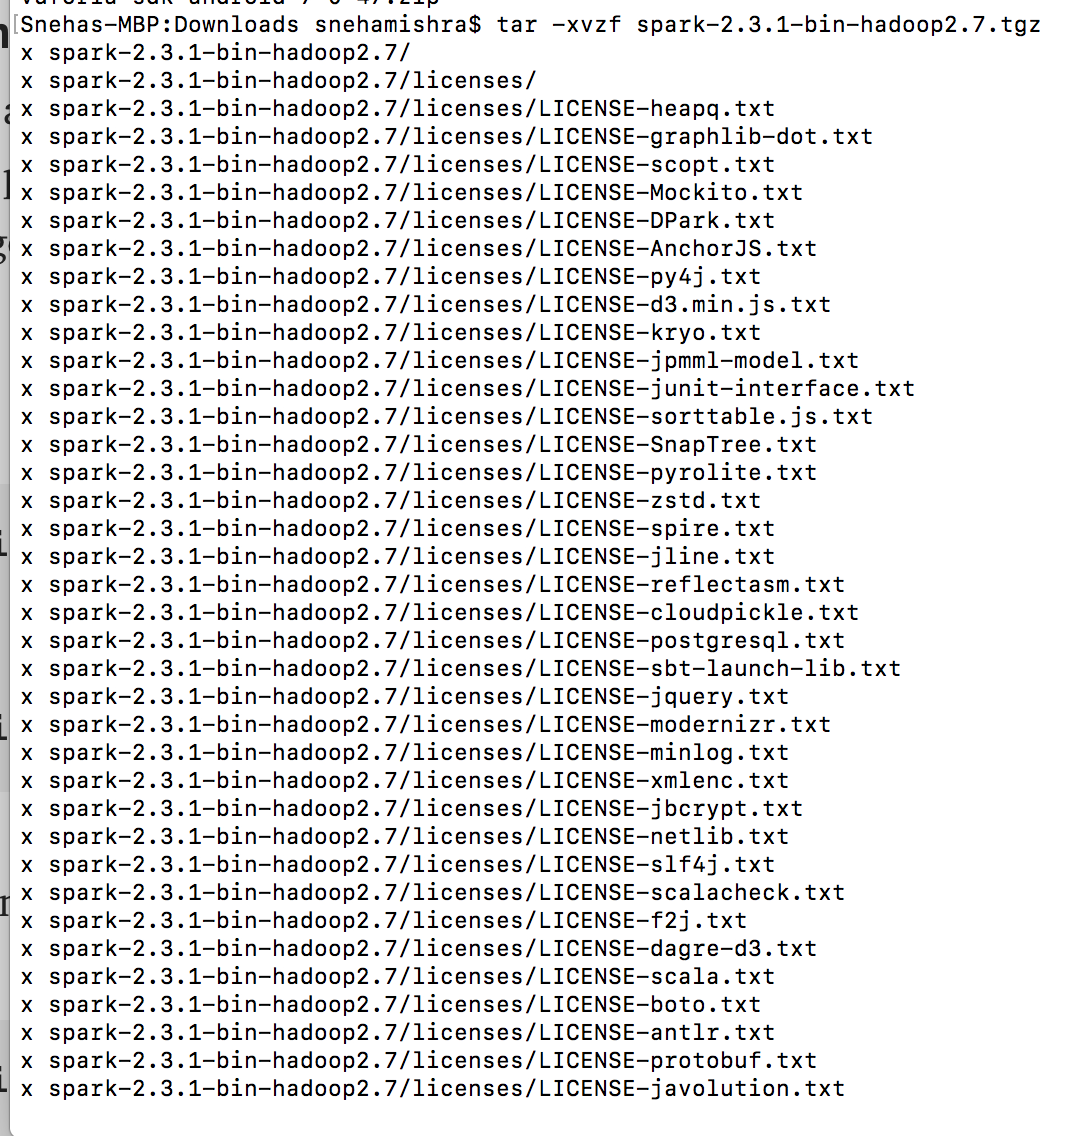 Snehas-MBP:Downloads snehamishra$ tar -xvzf spark-2.3.1-bin-hadoop2.7.tgz
x spark-2.3.1-bin-hadoop2.7/
x spark-2.3.1-bin-hadoop2.7/licenses/
x spark-2.3.1-bin-hadoop2.7/licenses/LICENSE-heapq.txt
x spark-2.3.1-bin-hadoop2.7/licenses/LICENSE-graphlib-dot.txt
x spark-2.3.1-bin-hadoop2.7/licenses/LICENSE-scopt.txt
x spark-2.3.1-bin-hadoop2.7/licenses/LICENSE-Mockito.txt
x spark-2.3.1-bin-hadoop2.7/licenses/LICENSE-DPark.txt
x spark-2.3.1-bin-hadoop2.7/licenses/LICENSE-AnchorJS.txt
x spark-2.3.1-bin-hadoop2.7/licenses/LICENSE-py4j.txt
x spark-2.3.1-bin-hadoop2.7/licenses/LICENSE-d3.min.js.txt
x spark-2.3.1-bin-hadoop2.7/licenses/LICENSE-kryo.txt
x spark-2.3.1-bin-hadoop2.7/licenses/LICENSE-jpmml-model.txt
x spark-2.3.1-bin-hadoop2.7/licenses/LICENSE-junit-interface.txt
x spark-2.3.1-bin-hadoop2.7/licenses/LICENSE-sorttable.js.txt
x spark-2.3.1-bin-hadoop2.7/licenses/LICENSE-SnapTree.txt
x spark-2.3.1-bin-hadoop2.7/licenses/LICENSE-pyrolite.txt
x spark-2.3.1-bin-hadoop2.7/licenses/LICENSE-zstd.txt
x spark-2.3.1-bin-hadoop2.7/licenses/LICENSE-spire.txt
x spark-2.3.1-bin-hadoop2.7/licenses/LICENSE-jline.txt
x spark-2.3.1-bin-hadoop2.7/licenses/LICENSE-reflectasm.txt
x spark-2.3.1-bin-hadoop2.7/licenses/LICENSE-cloudpickle.txt
x spark-2.3.1-bin-hadoop2.7/licenses/LICENSE-postgresql.txt
x spark-2.3.1-bin-hadoop2.7/licenses/LICENSE-sbt-launch-lib.txt
x spark-2.3.1-bin-hadoop2.7/licenses/LICENSE-jquery.txt
x spark-2.3.1-bin-hadoop2.7/licenses/LICENSE-modernizr.txt
x spark-2.3.1-bin-hadoop2.7/licenses/LICENSE-minlog.txt
x spark-2.3.1-bin-hadoop2.7/licenses/LICENSE-xmlenc.txt
x spark-2.3.1-bin-hadoop2.7/licenses/LICENSE-jbcrypt.txt
x spark-2.3.1-bin-hadoop2.7/licenses/LICENSE-netlib.txt
x spark-2.3.1-bin-hadoop2.7/licenses/LICENSE-slf4j.txt
x spark-2.3.1-bin-hadoop2.7/licenses/LICENSE-scalacheck.txt
x spark-2.3.1-bin-hadoop2.7/licenses/LICENSE-f2j.txt
x spark-2.3.1-bin-hadoop2.7/licenses/LICENSE-dagre-d3.txt
x spark-2.3.1-bin-hadoop2.7/licenses/LICENSE-scala.txt
x spark-2.3.1-bin-hadoop2.7/licenses/LICENSE-boto.txt
x spark-2.3.1-bin-hadoop2.7/licenses/LICENSE-antlr.txt
x spark-2.3.1-bin-hadoop2.7/licenses/LICENSE-protobuf.txt
x spark-2.3.1-bin-hadoop2.7/licenses/LICENSE-javolution.txt